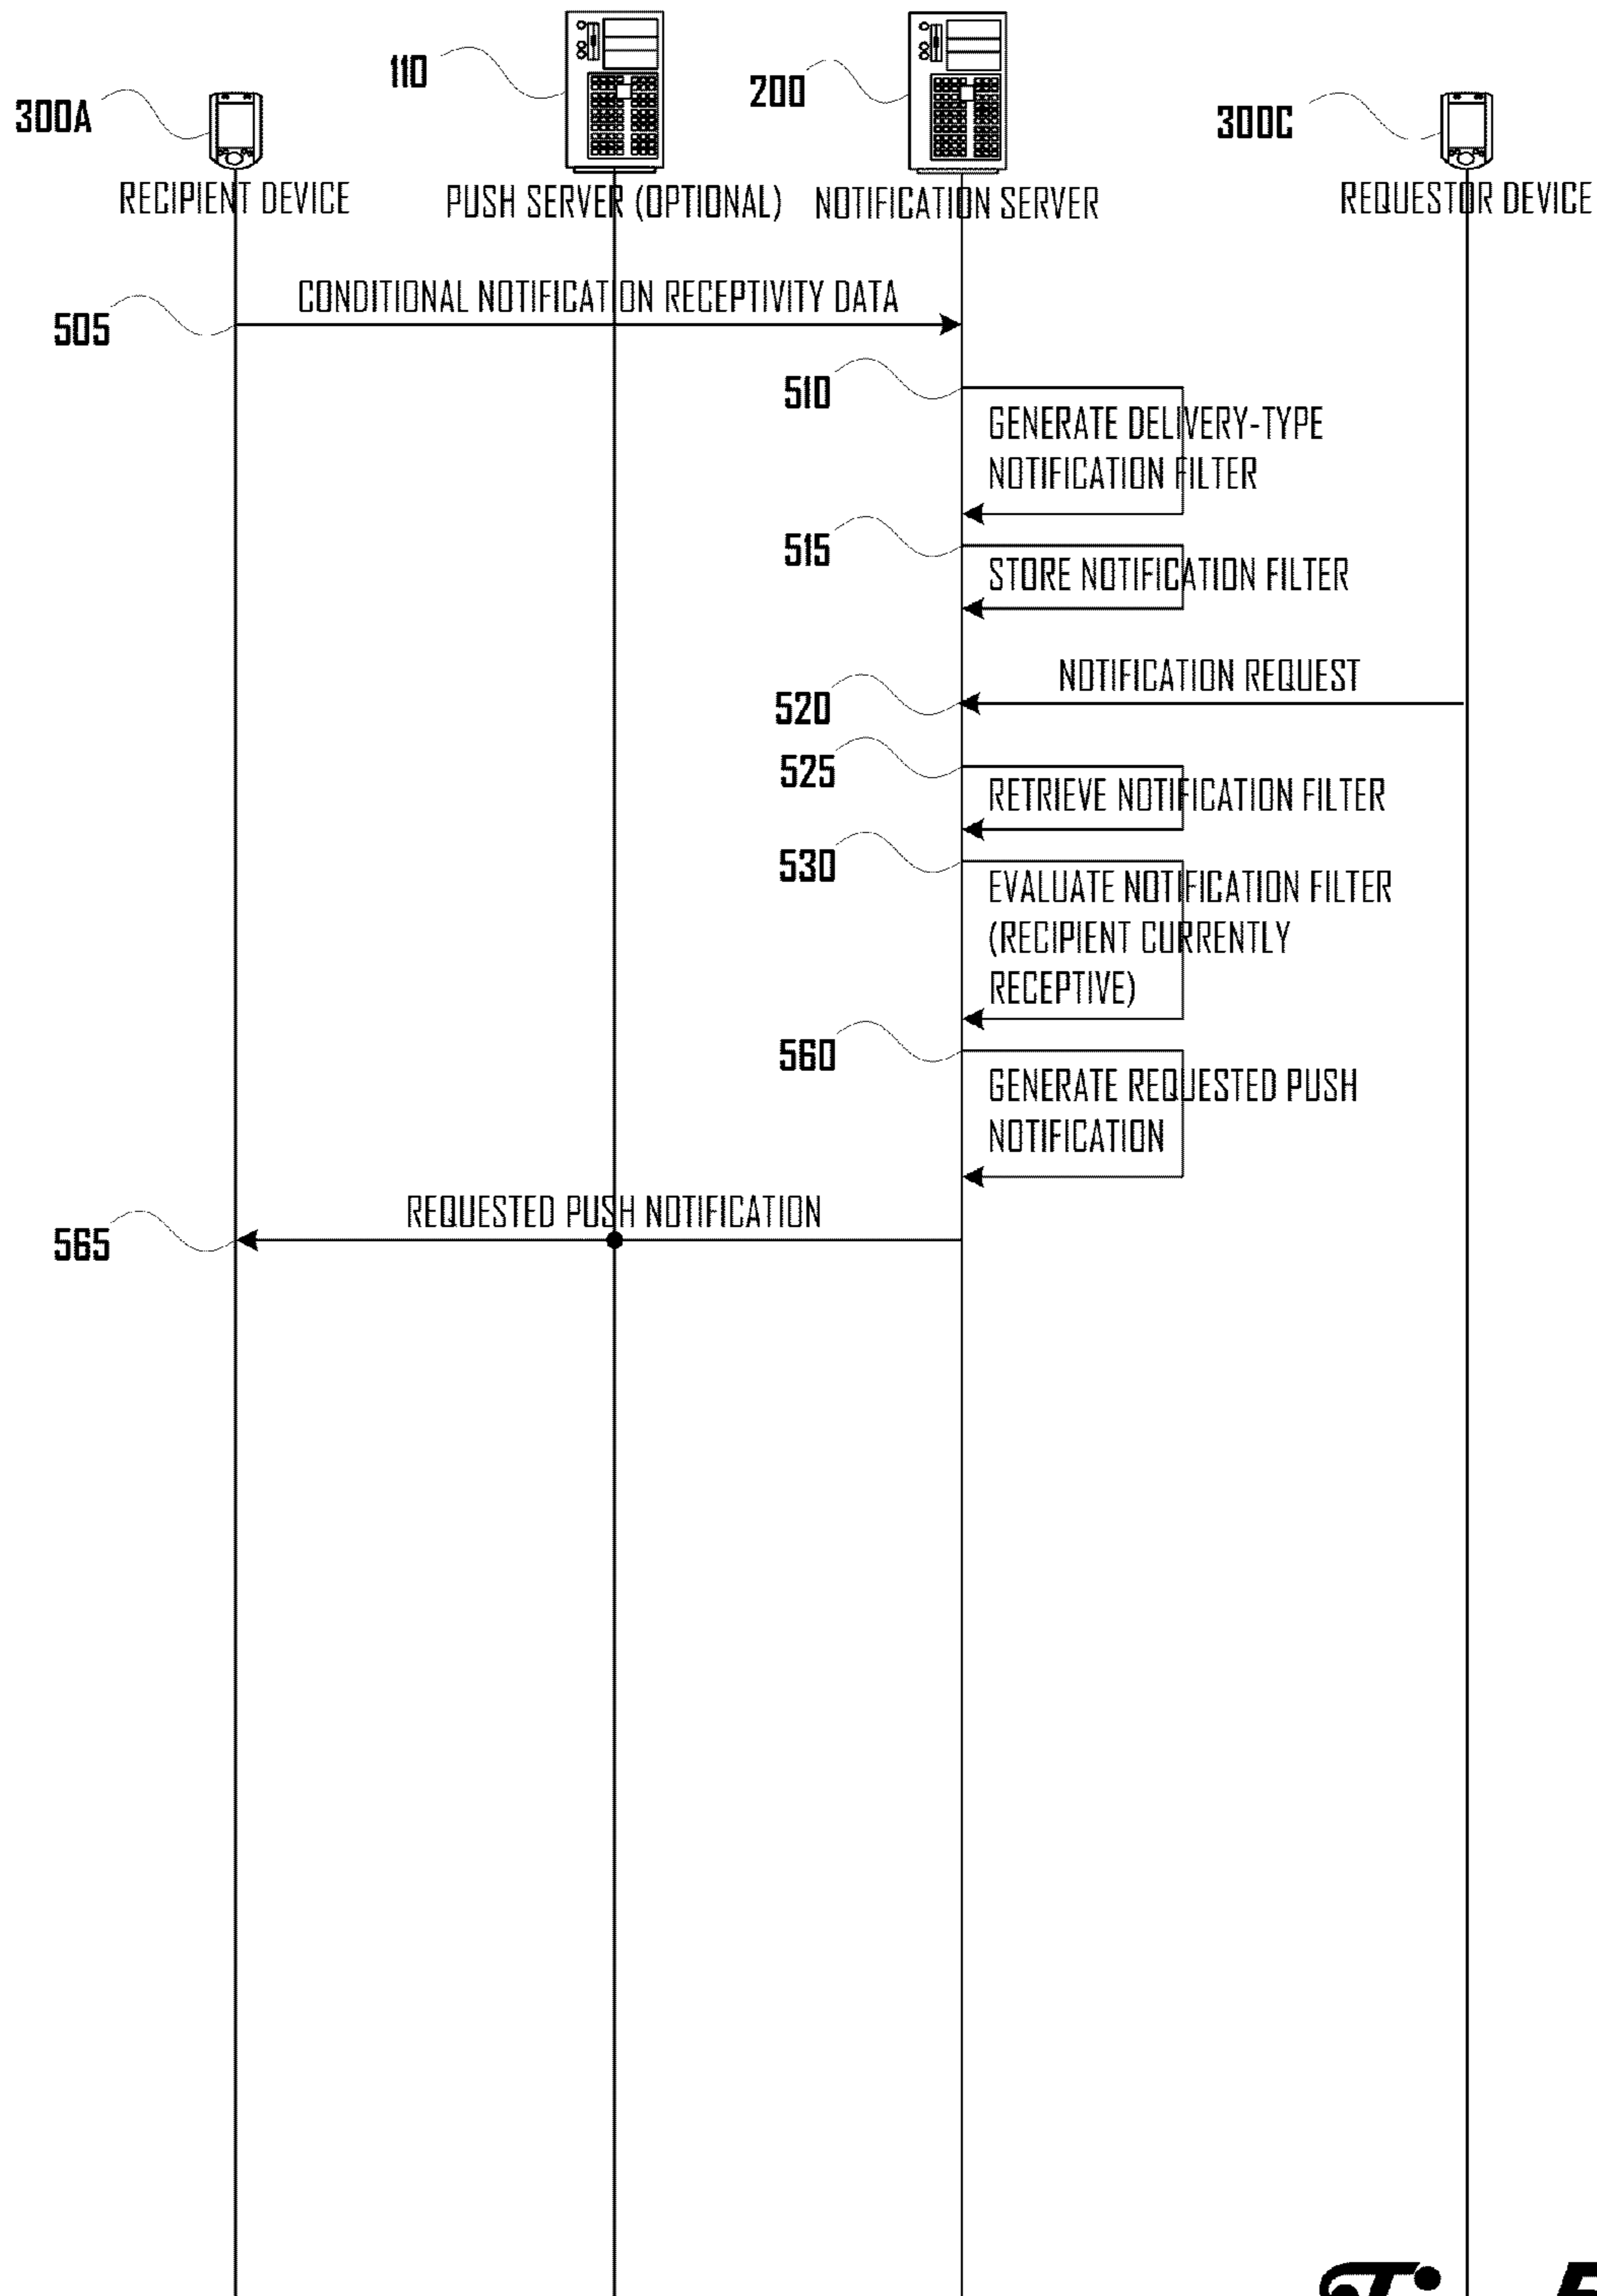 110
200
300A
300C
RECIPIENT DEVICE
PUSH SERVER (OPTIONAL)
NOTIFICATION SERVER
REQUESTOR DEVICE
CONDITIONAL NOTIFICATION RECEPTIVITY DATA
505
510
GENERATE DELIVERY-TYPE
NOTIFICATION FILTER
515
STORE NOTIFICATION FILTER
NOTIFICATION REQUEST
520
525
RETRIEVE NOTIFICATION FILTER
530
EVALUATE NOTIFICATION FILTER
(RECIPIENT CURRENTLY
RECEPTIVE)
560
GENERATE REQUESTED PUSH
NOTIFICATION
REQUESTED PUSH NOTIFICATION
565